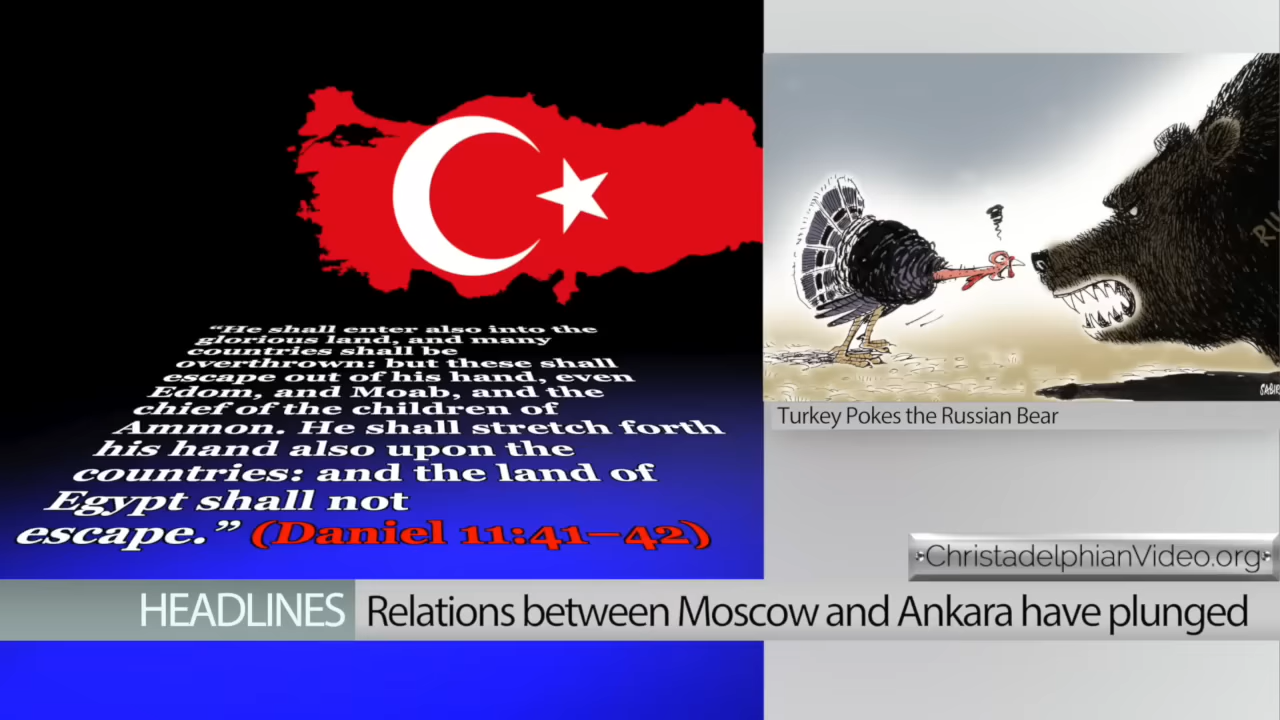 “He shall enter also into the
glorious land, and many
countries shall be
overthrown: but these shall
escape out of his hand, even
Edom, and Moab, and the
chief of the children of
Ammon. He shall stretch forth
his hand also upon the
countries: and the land of
Egypt shall not
escape.” (Daniel 11:41–42)
Turkey Pokes the Russian Bear
ChristadelphianVideo.org
HEADLINES Relations between Moscow and Ankara have plunged